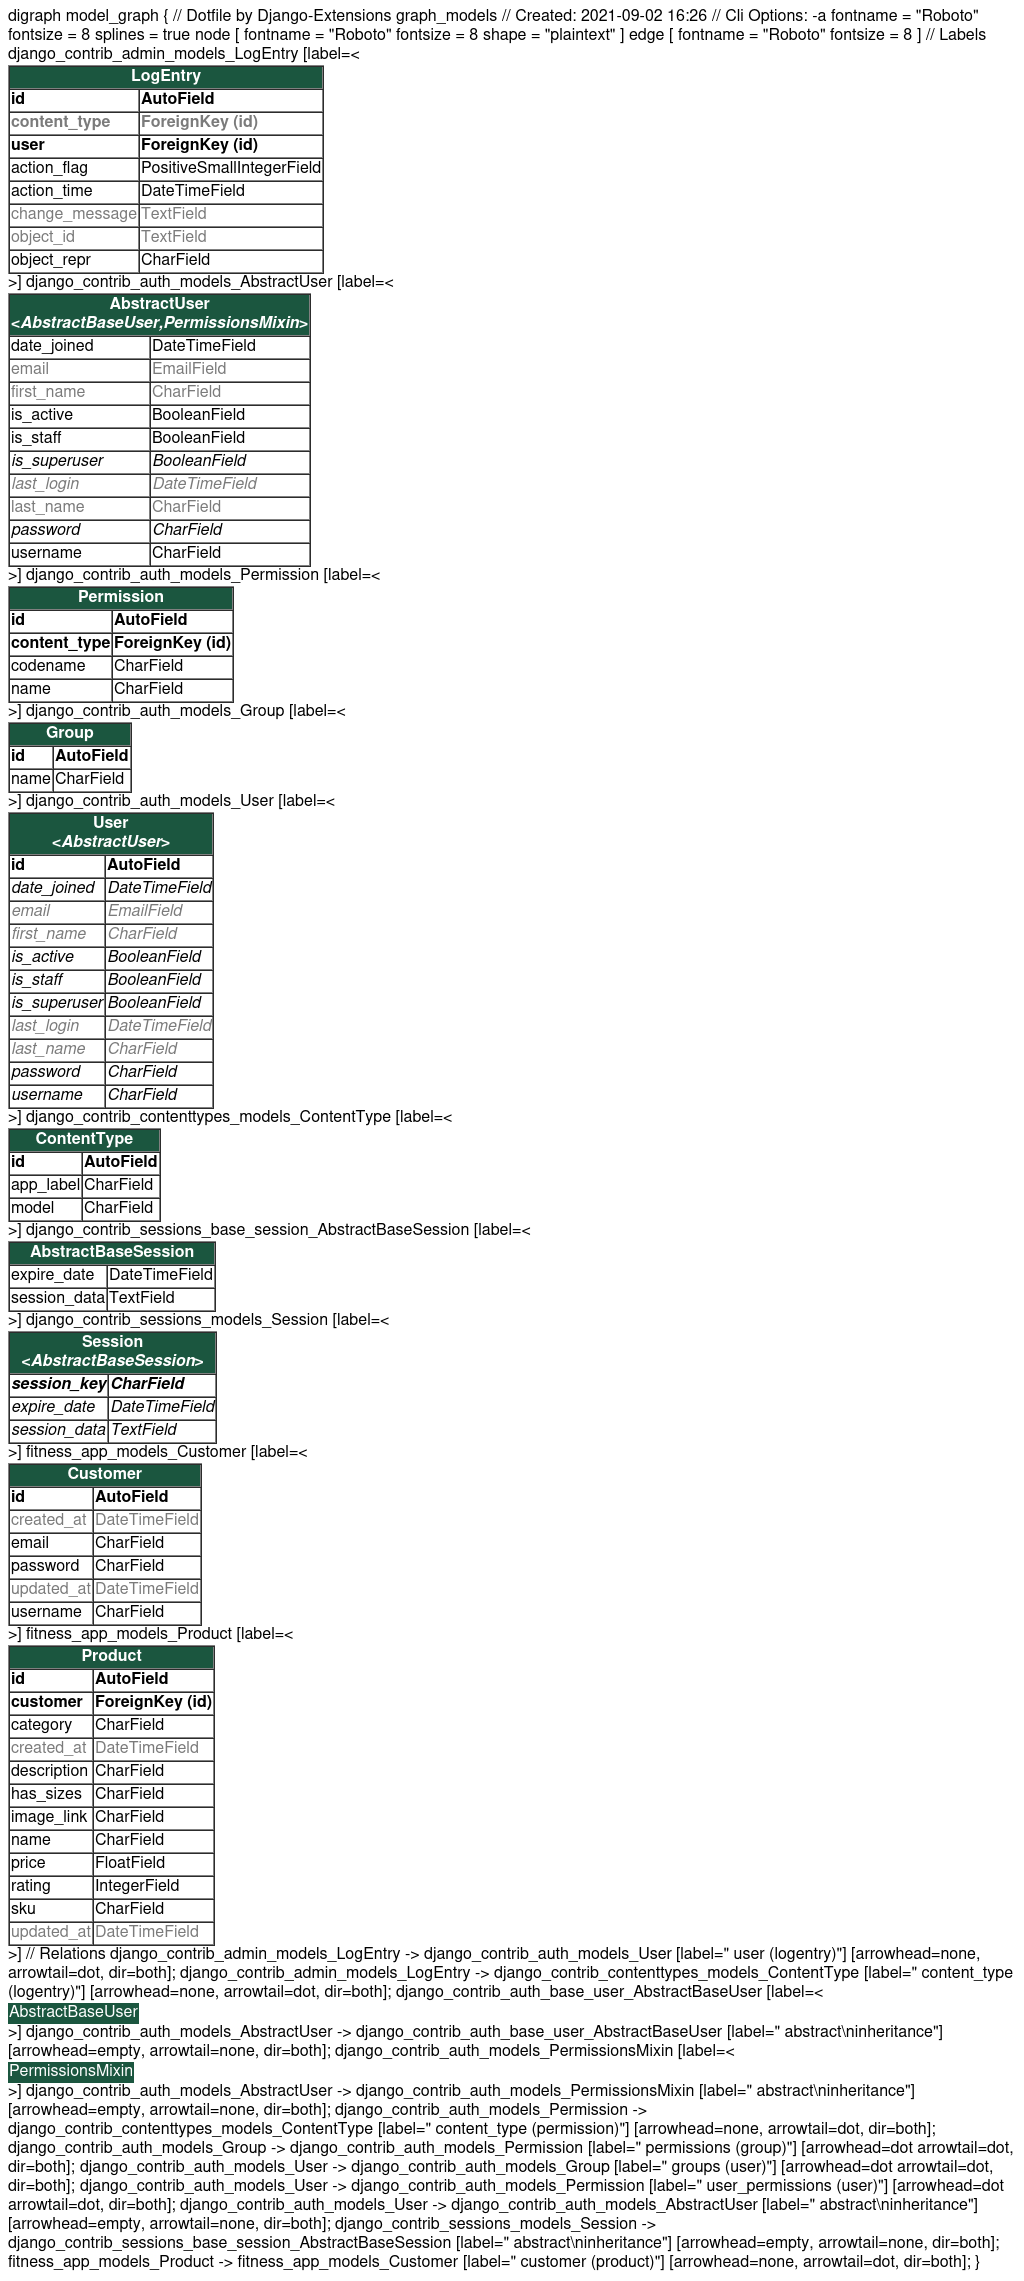 digraph model_graph { // Dotfile by Django-Extensions graph_models // Created: 2021-09-02 16:26 // Cli Options: -a fontname = "Roboto"
fontsize = 8 splines = true node [ fontname = "Roboto" fontsize = 8 shape = "plaintext" ] edge [ fontname = "Roboto" fontsize = 8 ] // Labels
django_contrib_admin_models_LogEntry [label=<
LogEntry
id AutoField
content_type ForeignKey (id)
user ForeignKey (id)
action_flag PositiveSmallIntegerField
action_time DateTimeField
change_message TextField
object_id TextField
object_repr CharField
>] django_contrib_auth_models_AbstractUser [label=<
AbstractUser
<AbstractBaseUser,PermissionsMixin>
date_joined DateTimeField
email EmailField
first_name CharField
is_active BooleanField
is_staff BooleanField
is_superuser BooleanField
last_login DateTimeField
last_name CharField
password CharField
username CharField
>] django_contrib_auth_models_Permission [label=<
Permission
id AutoField
content_type ForeignKey (id)
codename CharField
name CharField
>] django_contrib_auth_models_Group [label=<
Group
id AutoField
name CharField
>] django_contrib_auth_models_User [label=<
User
<AbstractUser>
id AutoField
date_joined DateTimeField
email EmailField
first_name CharField
is_active BooleanField
is_staff BooleanField
is_superuser BooleanField
last_login DateTimeField
last_name CharField
password CharField
username CharField
>] django_contrib_contenttypes_models_ContentType [label=<
ContentType
id AutoField
app_label CharField
model CharField
>] django_contrib_sessions_base_session_AbstractBaseSession [label=<
AbstractBaseSession
expire_date DateTimeField
session_data TextField
>] django_contrib_sessions_models_Session [label=<
Session
<AbstractBaseSession>
session_key CharField
expire_date DateTimeField
session_data TextField
>] fitness_app_models_Customer [label=<
Customer
id AutoField
created_at DateTimeField
email CharField
password CharField
updated_at DateTimeField
username CharField
>] fitness_app_models_Product [label=<
Product
id AutoField
customer ForeignKey (id)
category CharField
created_at DateTimeField
description CharField
has_sizes CharField
image_link CharField
name CharField
price FloatField
rating IntegerField
sku CharField
updated_at DateTimeField
>] // Relations django_contrib_admin_models_LogEntry -> django_contrib_auth_models_User [label=" user (logentry)"] [arrowhead=none,
arrowtail=dot, dir=both]; django_contrib_admin_models_LogEntry -> django_contrib_contenttypes_models_ContentType [label=" content_type
(logentry)"] [arrowhead=none, arrowtail=dot, dir=both]; django_contrib_auth_base_user_AbstractBaseUser [label=<
AbstractBaseUser
>] django_contrib_auth_models_AbstractUser -> django_contrib_auth_base_user_AbstractBaseUser [label=" abstract\ninheritance"]
[arrowhead=empty, arrowtail=none, dir=both]; django_contrib_auth_models_PermissionsMixin [label=<
PermissionsMixin
>] django_contrib_auth_models_AbstractUser -> django_contrib_auth_models_PermissionsMixin [label=" abstract\ninheritance"]
[arrowhead=empty, arrowtail=none, dir=both]; django_contrib_auth_models_Permission ->
django_contrib_contenttypes_models_ContentType [label=" content_type (permission)"] [arrowhead=none, arrowtail=dot, dir=both];
django_contrib_auth_models_Group -> django_contrib_auth_models_Permission [label=" permissions (group)"] [arrowhead=dot arrowtail=dot,
dir=both]; django_contrib_auth_models_User -> django_contrib_auth_models_Group [label=" groups (user)"] [arrowhead=dot arrowtail=dot,
dir=both]; django_contrib_auth_models_User -> django_contrib_auth_models_Permission [label=" user_permissions (user)"] [arrowhead=dot
arrowtail=dot, dir=both]; django_contrib_auth_models_User -> django_contrib_auth_models_AbstractUser [label=" abstract\ninheritance"]
[arrowhead=empty, arrowtail=none, dir=both]; django_contrib_sessions_models_Session ->
django_contrib_sessions_base_session_AbstractBaseSession [label=" abstract\ninheritance"] [arrowhead=empty, arrowtail=none, dir=both];
fitness_app_models_Product -> fitness_app_models_Customer [label=" customer (product)"] [arrowhead=none, arrowtail=dot, dir=both]; }